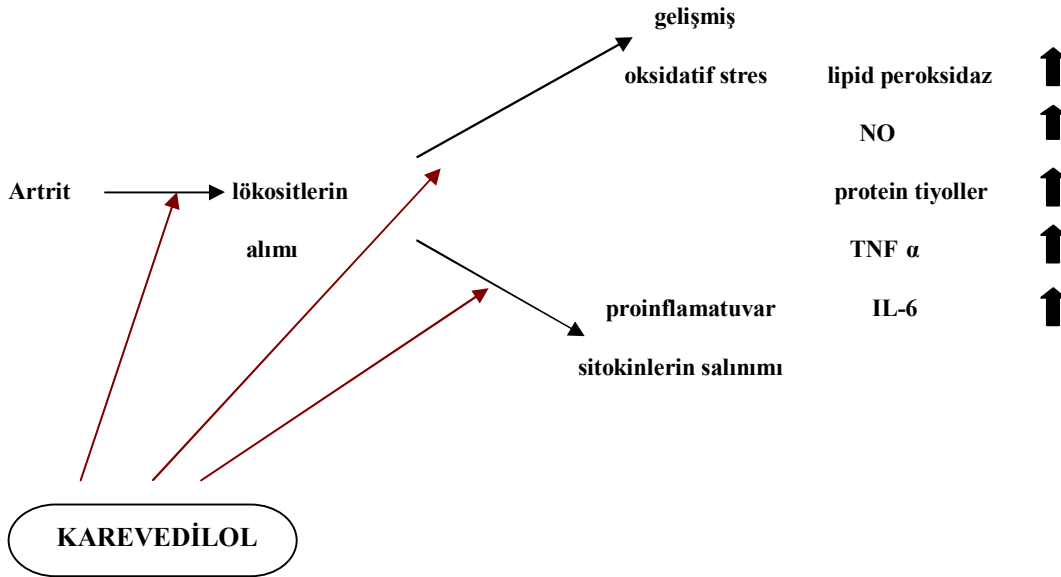 gelişmiş
oksidatif stres lipid peroksidaz
NO
Artrit lökositlerin protein tiyoller
alımı TNF α
proinflamatuvar IL-6
sitokinlerin salınımı
KAREVEDİLOL